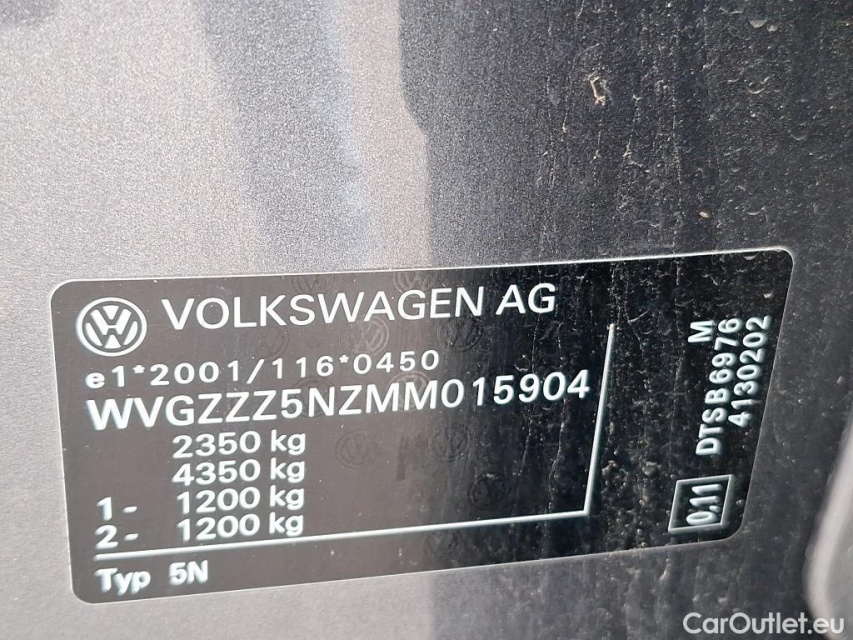 VOLKSWAGEN AG
e1*2001/116*0450
WVGZZZ5NZMM015904
2350 kg
4350 kg
1- 1200 kg
2- 1200 kg
Typ 5N
M
DTSB6976
4130202
0,11
CarOutlet.eu